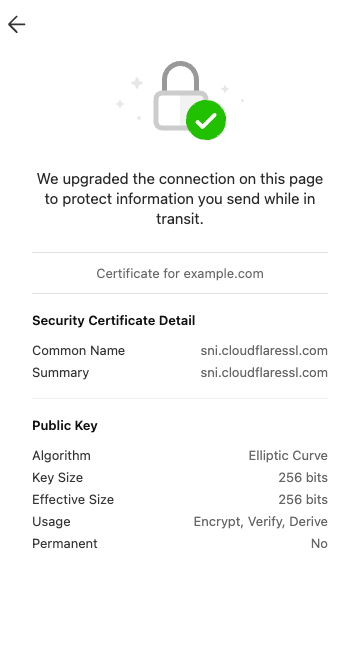 We upgraded the connection on this page
to protect information you send while in
transit.
Certificate for example.com
Security Certificate Detail
Common Name sni.cloudflaressl.com
Summary sni.cloudflaressl.com
Public Key
Algorithm Elliptic Curve
Key Size 256 bits
Effective Size 256 bits
Usage Encrypt, Verify, Derive
Permanent No